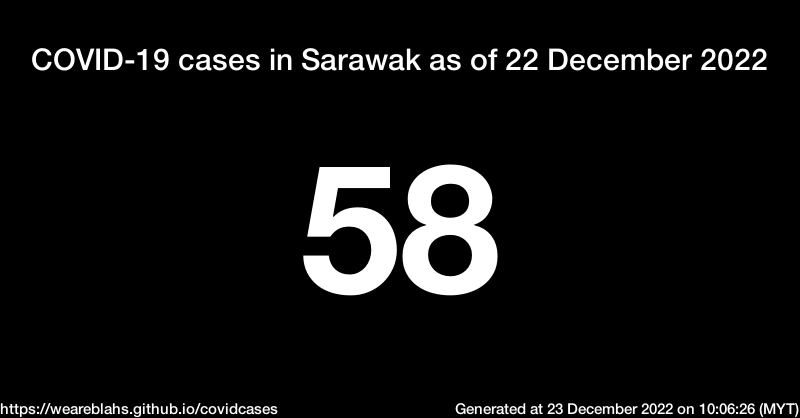 COVID-19 cases in Sarawak as of 22 December 2022
58
https://weareblahs.github.io/covidcases
Generated at 23 December 2022 on 10:06:26 (MYT)